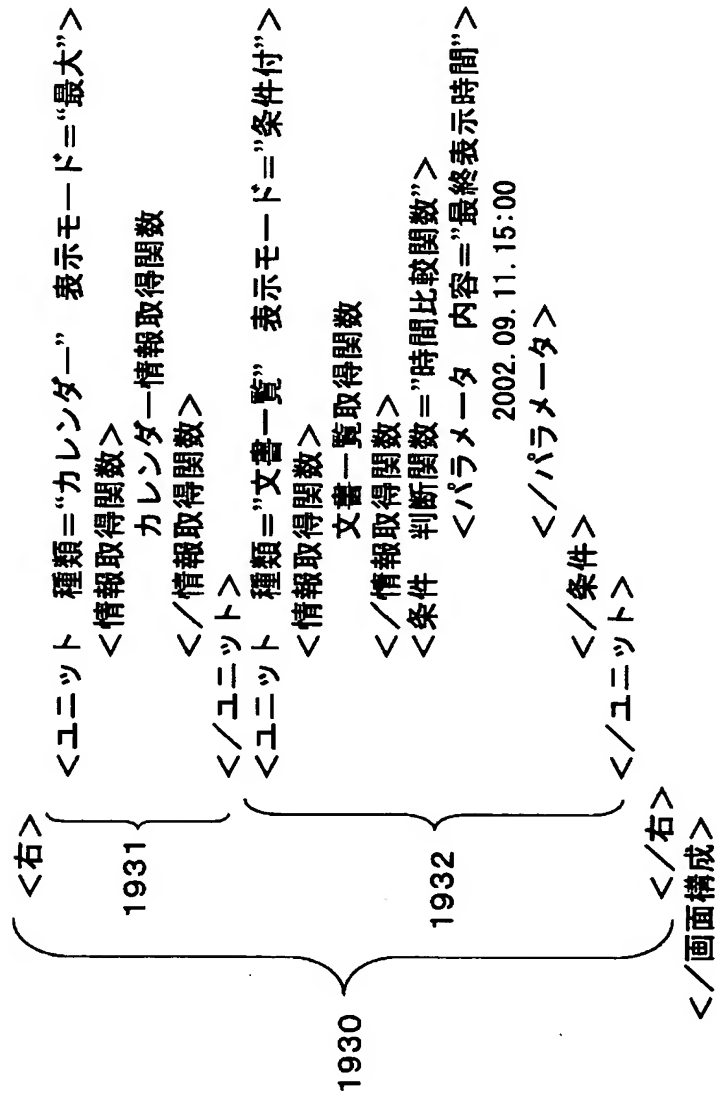 <右>
<ユニット 種類=“カレンダー” 表示モード=“最大”>
<情報取得関数>
カレンダー情報取得関数
</情報取得関数>
</ユニット>
1931
<ユニット 種類=”文書一覧” 表示モード=”条件付”>
<情報取得関数>
文書一覧取得関数
</情報取得関数>
<条件 判断関数=”時間比較関数”>
<パラメータ 内容=”最終表示時間”>
2002.09.11.15:00
</パラメータ>
</条件>
</ユニット>
1932
</右>
1930
</画面構成>